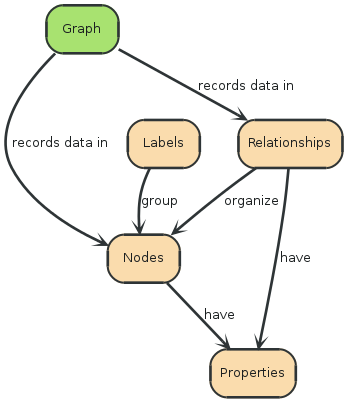 Graph
records data in
records data in
Labels
Relationships
group
organize
have
Nodes
have
Properties